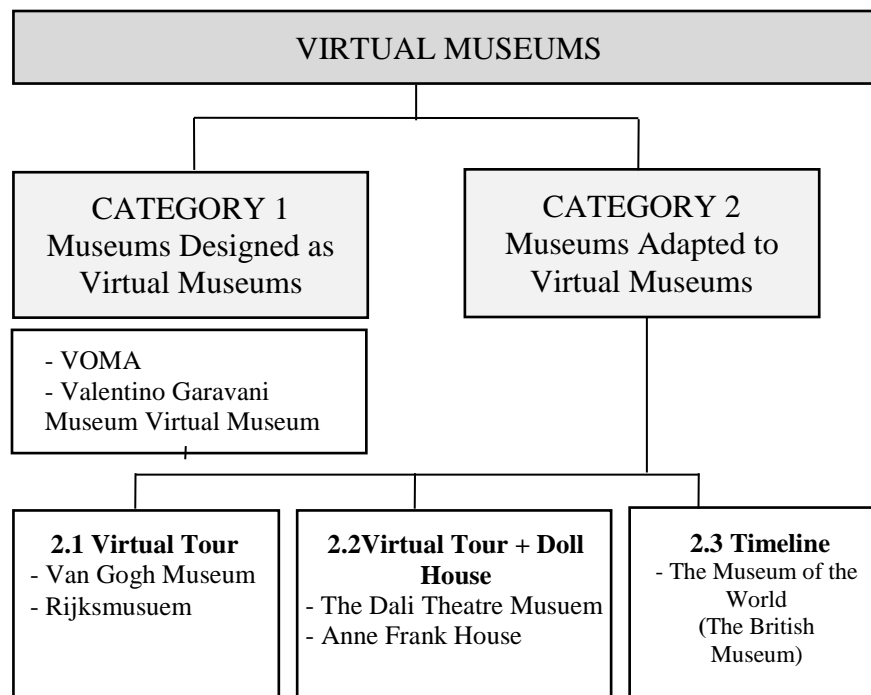 VIRTUAL MUSEUMS
CATEGORY 1
Museums Designed as
Virtual Museums
CATEGORY 2
Museums Adapted to
Virtual Museums
- VOMA
- Valentino Garavani
Museum Virtual Museum
2.1 Virtual Tour
- Van Gogh Museum
- Rijksmusuem
2.2Virtual Tour + Doll
House
- The Dali Theatre Musuem
- Anne Frank House
2.3 Timeline
- The Museum of the
World
(The British
Museum)